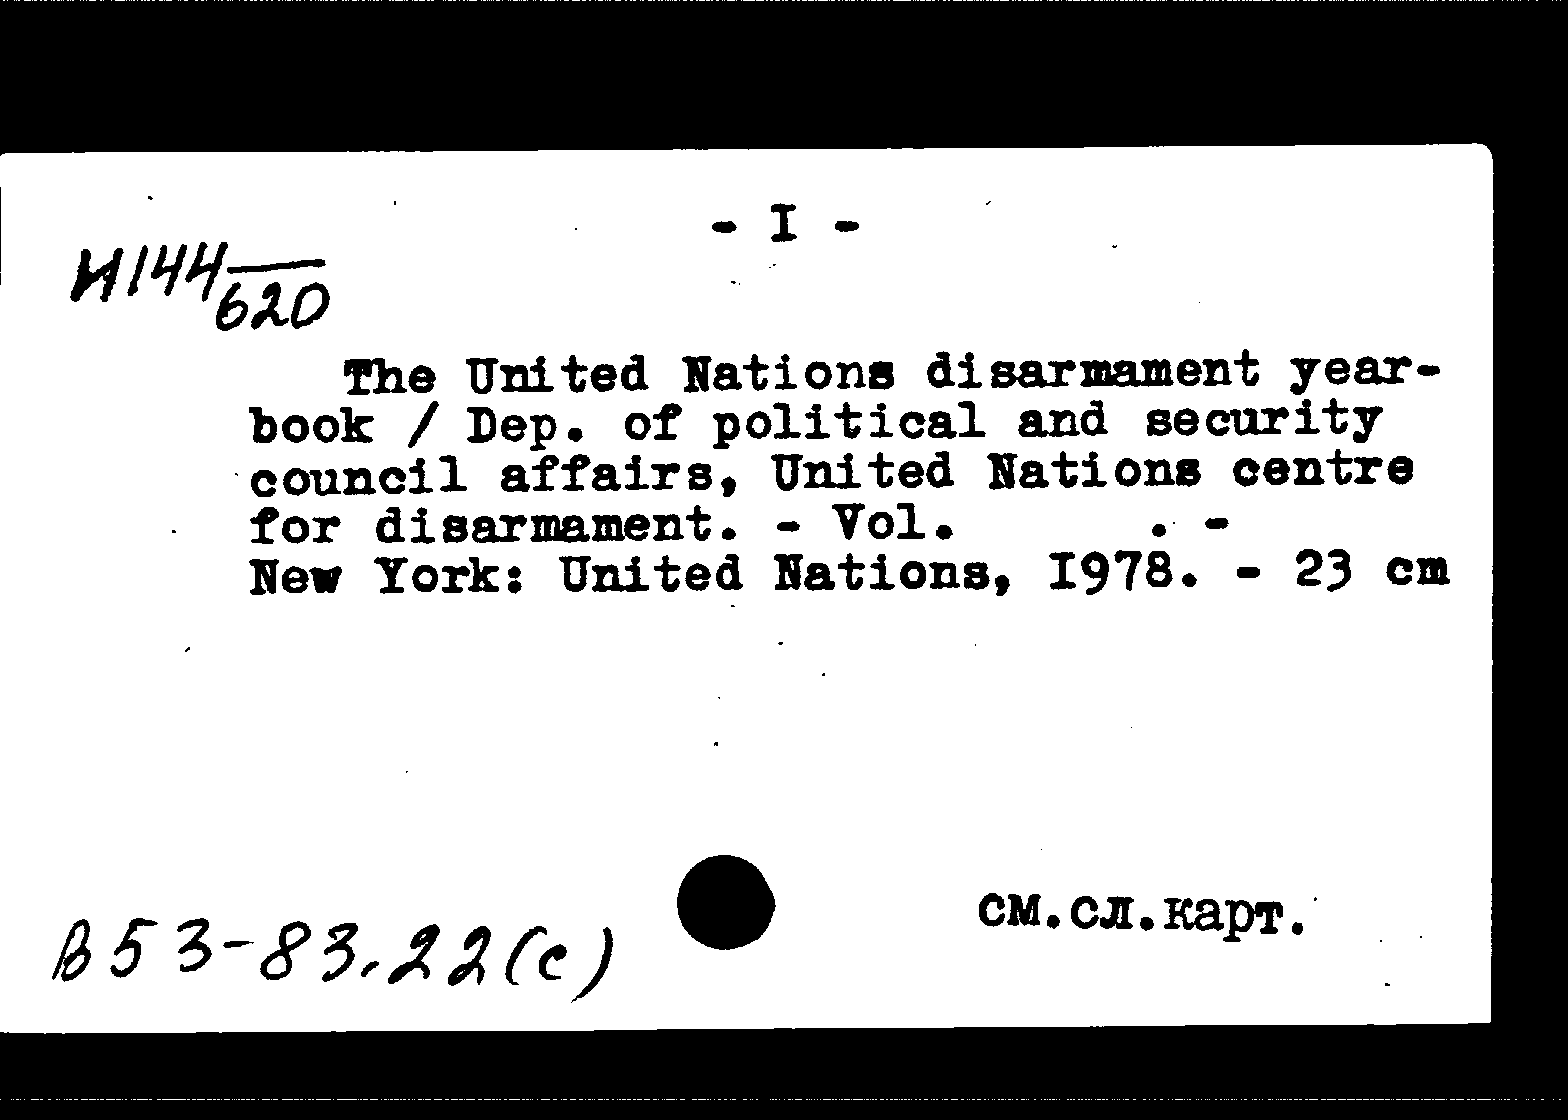 - I -
И144
620
The United Nations disarmament year-
book / Dep. of political and security
council affairs, United Nations centre
for disarmament. - Vol. . -
New York: United Nations, I978. - 23 cm
см.сл.карт.
В53-83.22(с)